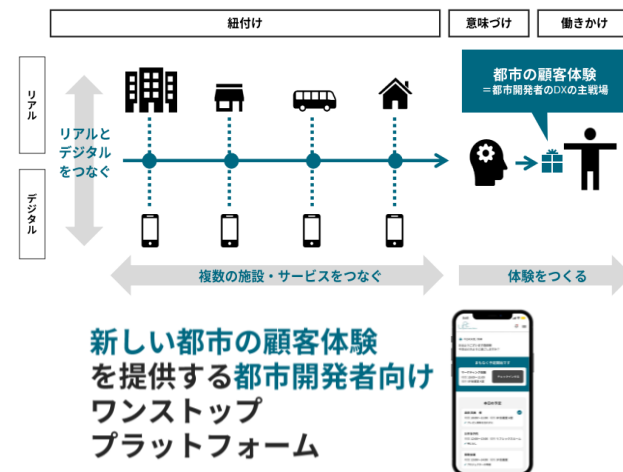 紐付け
意味づけ
働きかけ
リアル
デジタル
リアルと
デジタル
をつなぐ
都市の顧客体験
＝都市開発者のDXの主戦場
複数の施設・サービスをつなぐ
体験をつくる
新しい都市の顧客体験
を提供する都市開発者向け
ワンストップ
プラットフォーム